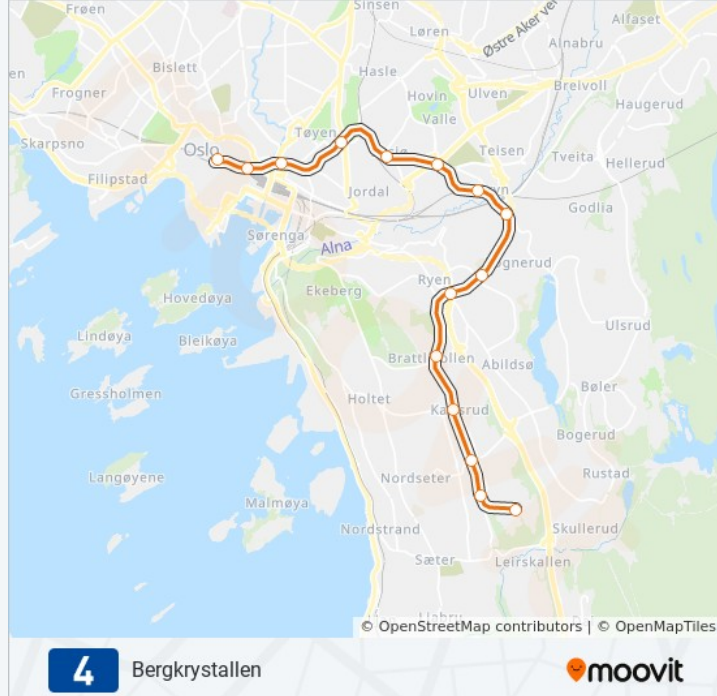 Frøen
Sinsen
Løren
Alfaset
Østre Aker vei
Alnabru
Bislett
Hasle
Frogner
Hovin
Ulven
Breivoll
Haugerud
Valle
Tøyen
Skarpsno
Oslo
Teisen
Tveita
Hellerud
Filipstad
Jordal
Godlia
Sørenga
Alna
Ryen
Ekeberg
Hovedøya
Ulsrud
Lindøya
Bleikøya
Abildsø
Gressholmen
Holtet
Bøler
Bogerud
Langøyene
Nordseter
Rustad
Malmøya
Nordstrand
Skullerud
Sæter
Leirskallen
© OpenStreetMap contributors | © OpenMapTiles
4 Bergkrystallen
moovit